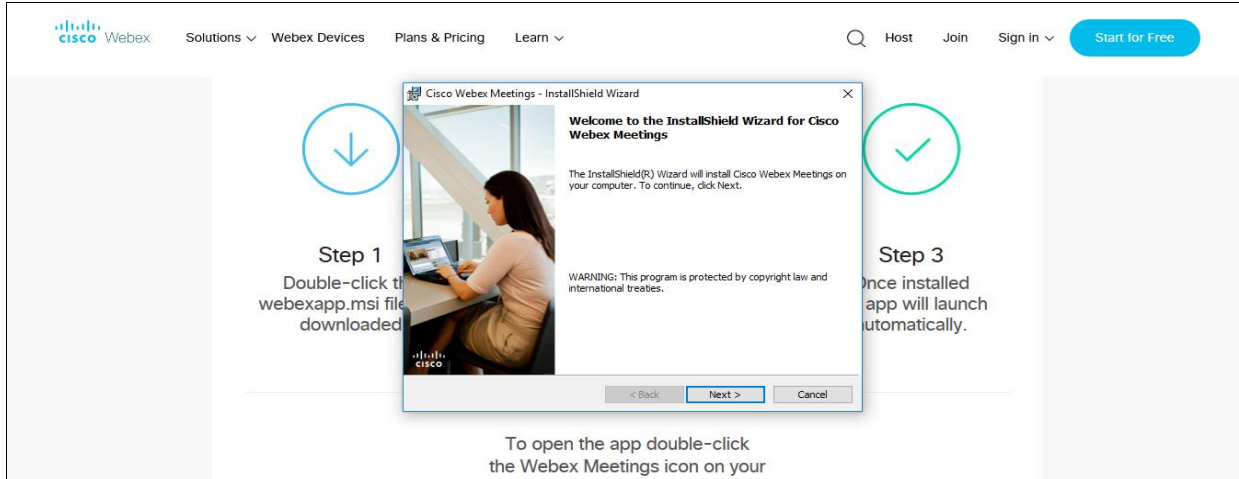 cisco Webex Solutions Webex Devices Plans & Pricing Learn Host Join Sign in Start for Free
Cisco Webex Meetings - InstallShield Wizard
Welcome to the InstallShield Wizard for Cisco
Webex Meetings
The InstallShield(R) Wizard will install Cisco Webex Meetings on
your computer. To continue, click Next.
WARNING: This program is protected by copyright law and
international treaties.
cisco
< Back Next > Cancel
Step 1
Double-click
webexapp.msi
downloaded
Step 3
installed
app will launch
To open the app double-click
the Webex Meetings icon on your